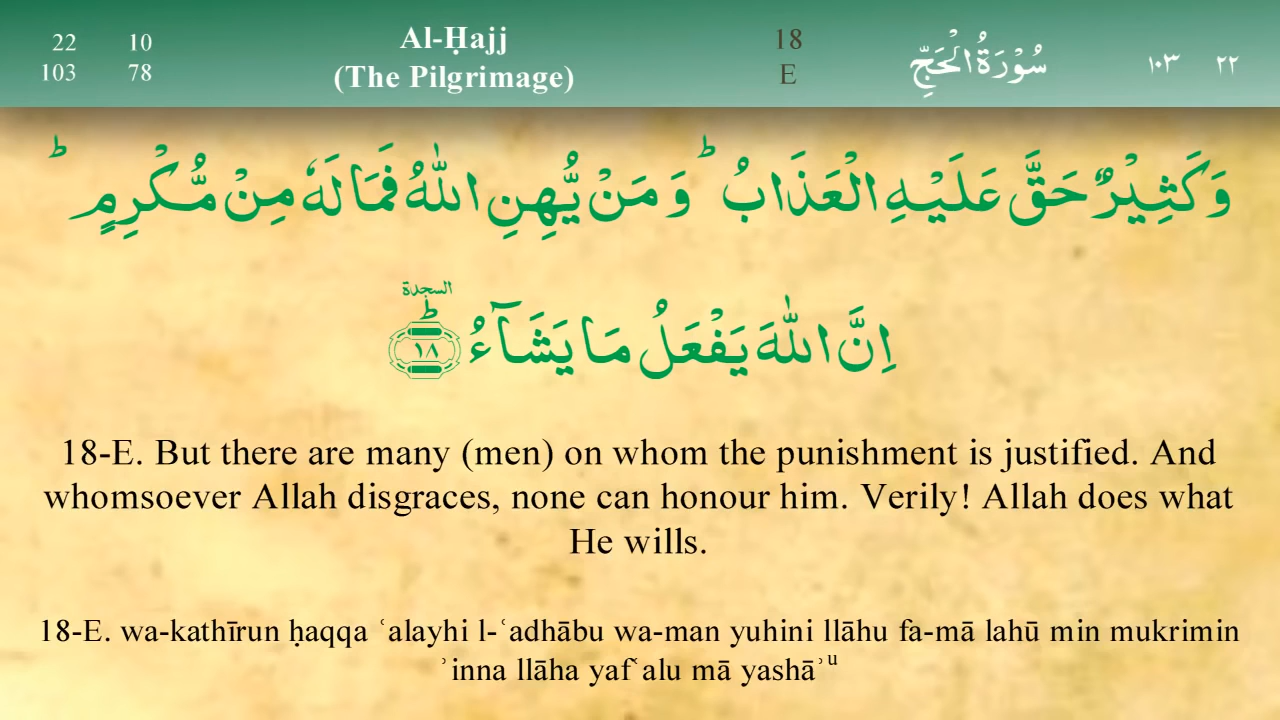 22 10 Al-Ḥajj 18 سُوْرَةُ الْحَجِّ ١٠٣ ٢٢
103 78 (The Pilgrimage) E
وَكَثِيْرٌ حَقَّ عَلَيْهِ الْعَذَابُ ؕ وَ مَنْ يُّهِنِ اللّٰهُ فَمَا لَهٗ مِنْ مُّكْرِمٍ ؕ
اِنَّ اللّٰهَ يَفْعَلُ مَا يَشَآءُ ؕ ١٨ السجدة
18-E. But there are many (men) on whom the punishment is justified. And
whomsoever Allah disgraces, none can honour him. Verily! Allah does what
He wills.
18-E. wa-kathīrun ḥaqqa ʿalayhi l-ʿadhābu wa-man yuhini llāhu fa-mā lahū min mukrimin
ʾinna llāha yafʿalu mā yashāʾᵘ